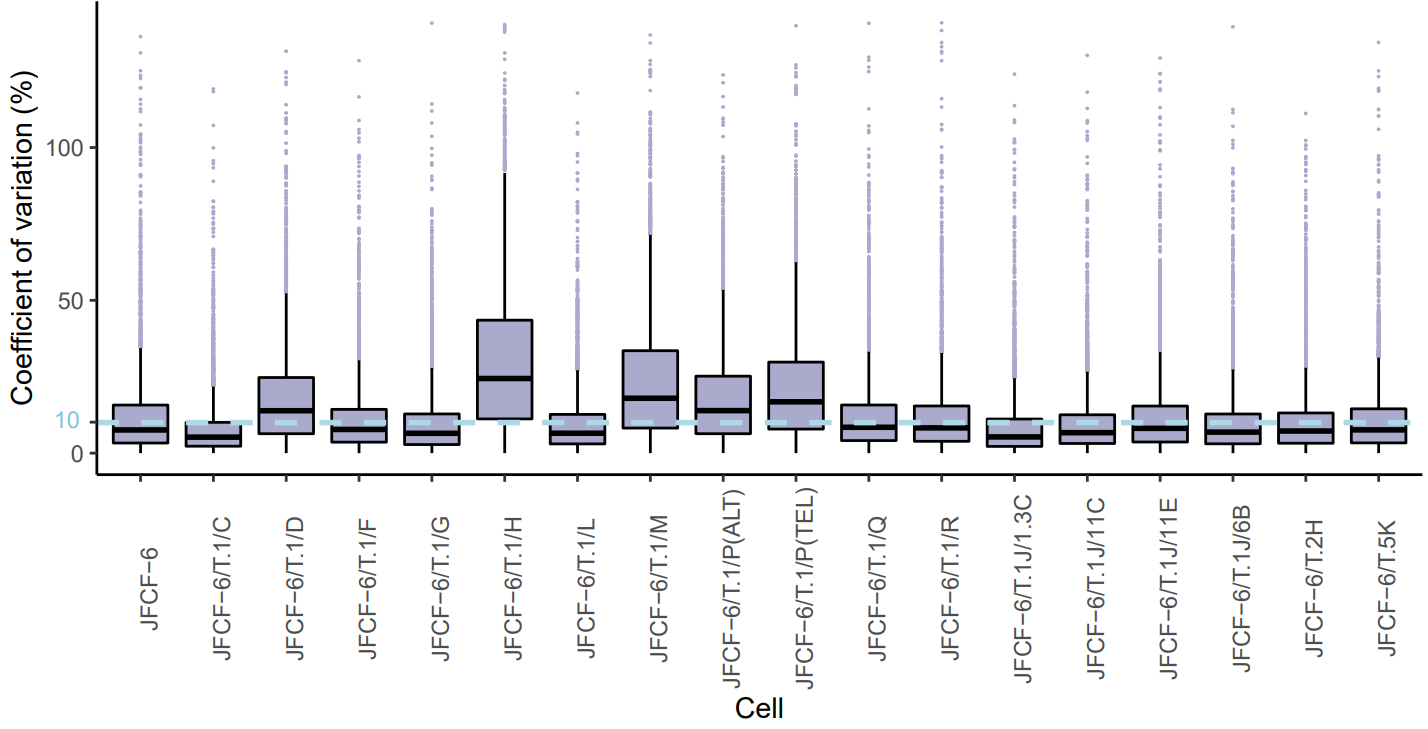 Coefficient of variation (%)
100
50
10
0
JFCF−6
JFCF−6/T.1/C
JFCF−6/T.1/D
JFCF−6/T.1/F
JFCF−6/T.1/G
JFCF−6/T.1/H
JFCF−6/T.1/L
JFCF−6/T.1/M
JFCF−6/T.1/P(ALT)
JFCF−6/T.1/P(TEL)
JFCF−6/T.1/Q
JFCF−6/T.1/R
JFCF−6/T.1J/1.3C
JFCF−6/T.1J/11C
JFCF−6/T.1J/11E
JFCF−6/T.1J/6B
JFCF−6/T.2H
JFCF−6/T.5K
Cell